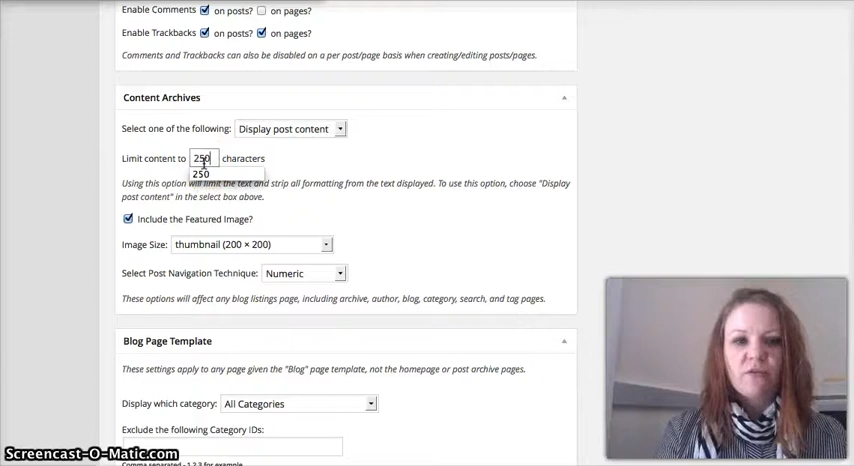 Enable Comments on posts? on pages?
Enable Trackbacks on posts? on pages?
Comments and Trackbacks can also be disabled on a per post/page basis when creating/editing posts/pages.
Content Archives
Select one of the following: Display post content
Limit content to 250 characters
250
Using this option will limit the text and strip all formatting from the text displayed. To use this option, choose "Display
post content" in the select box above.
Include the Featured Image?
Image Size: thumbnail (200 × 200)
Select Post Navigation Technique: Numeric
These options will affect any blog listings page, including archive, author, blog, category, search, and tag pages.
Blog Page Template
These settings apply to any page given the "Blog" page template, not the homepage or post archive pages.
Display which category: All Categories
Exclude the following Category IDs:
Comma separated - 1,2,3 for example
Screencast-O-Matic.com